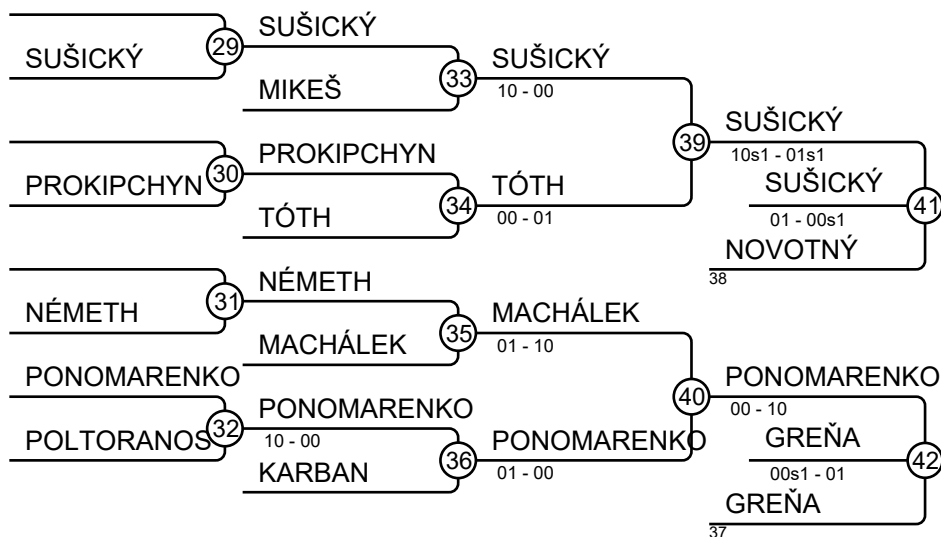 SUŠICKÝ
29
SUŠICKÝ
MIKEŠ
33
SUŠICKÝ
10 - 00
PROKIPCHYN
30
PROKIPCHYN
TÓTH
34
TÓTH
00 - 01
39
SUŠICKÝ
10s1 - 01s1
SUŠICKÝ
01 - 00s1
41
NOVOTNÝ
38
NÉMETH
31
NÉMETH
MACHÁLEK
35
MACHÁLEK
01 - 10
PONOMARENKO
POLTORANOS
32
PONOMARENKO
10 - 00
KARBAN
36
PONOMARENKO
01 - 00
40
PONOMARENKO
00 - 10
GREŇA
00s1 - 01
42
GREŇA
37